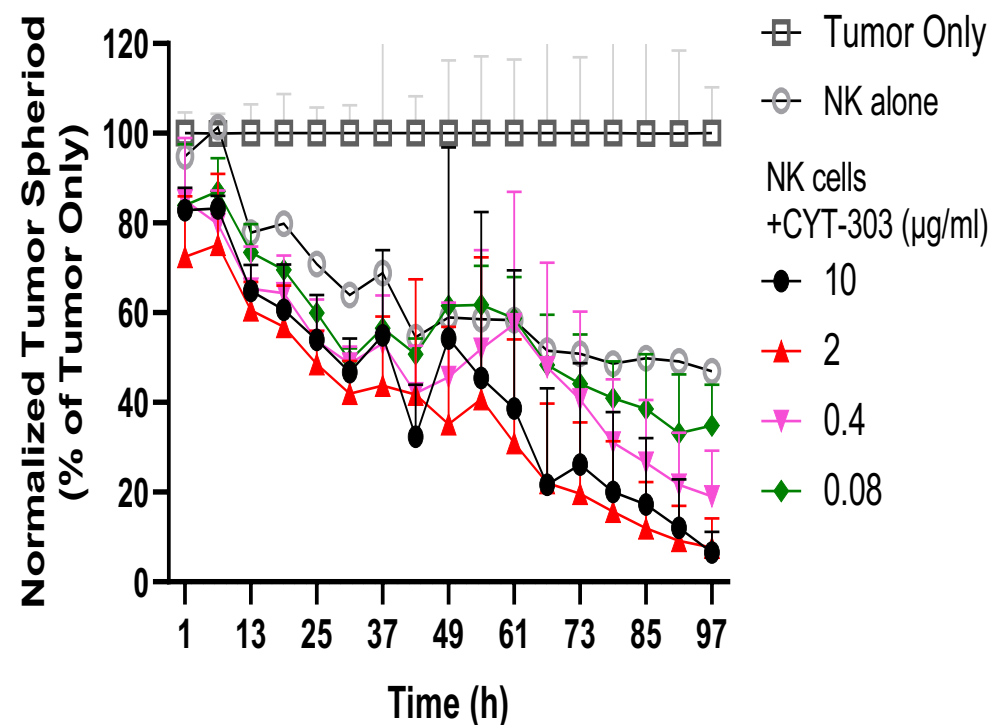 Normalized Tumor Spheriod
(% of Tumor Only)
120
100
80
60
40
20
0
1 13 25 37 49 61 73 85 97
Time (h)
Tumor Only
NK alone
NK cells
+CYT-303 (µg/ml)
10
2
0.4
0.08